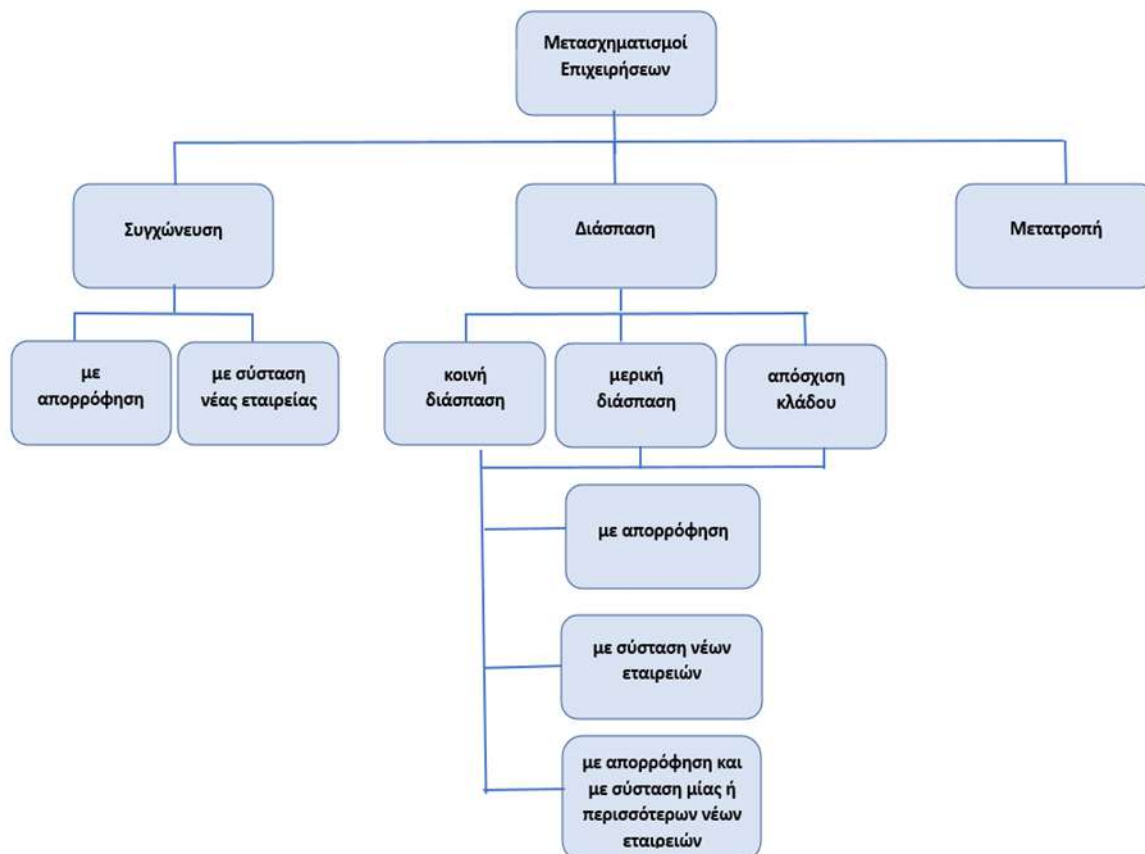 Μετασχηματισμοί
Επιχειρήσεων
Συγχώνευση
Διάσπαση
Μετατροπή
με
απορρόφηση
με σύσταση
νέας εταιρείας
κοινή
διάσπαση
μερική
διάσπαση
απόσχιση
κλάδου
με απορρόφηση
με σύσταση νέων
εταιρειών
με απορρόφηση και
με σύσταση μίας ή
περισσότερων νέων
εταιρειών